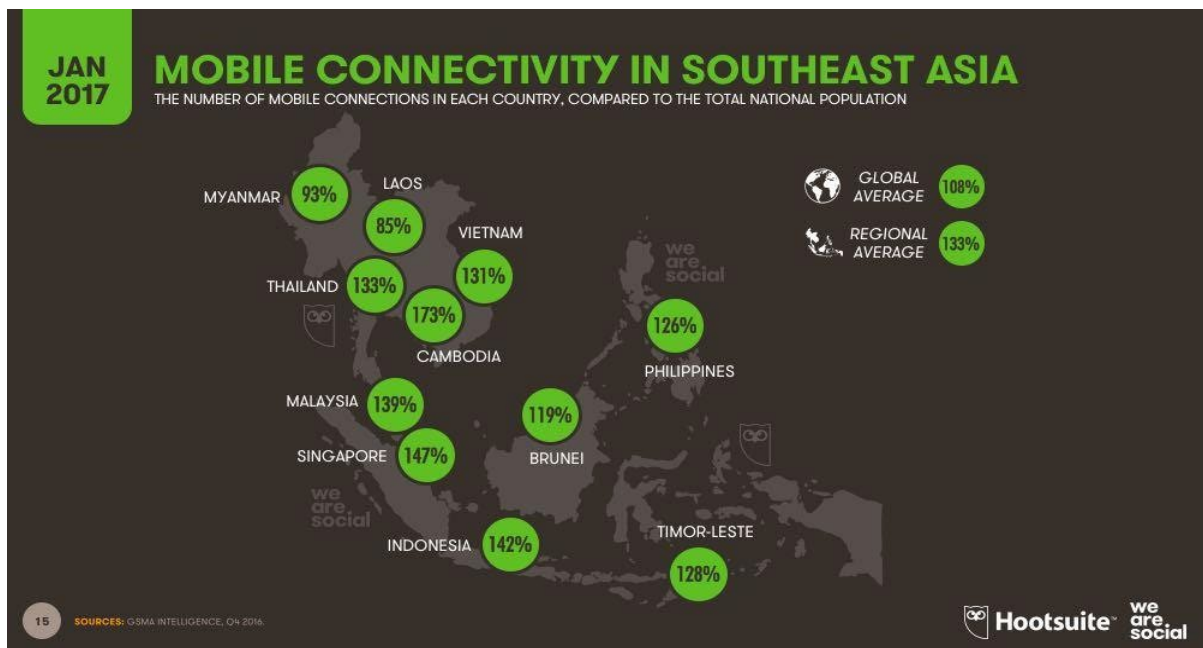 JAN
2017
MOBILE CONNECTIVITY IN SOUTHEAST ASIA
THE NUMBER OF MOBILE CONNECTIONS IN EACH COUNTRY, COMPARED TO THE TOTAL NATIONAL POPULATION
MYANMAR
93%
LAOS
85%
VIETNAM
131%
THAILAND
133%
173%
CAMBODIA
GLOBAL
AVERAGE
108%
REGIONAL
AVERAGE
133%
we
are
social
126%
PHILIPPINES
MALAYSIA
139%
119%
BRUNEI
SINGAPORE
147%
we
are
social
INDONESIA
142%
TIMOR-LESTE
128%
15
SOURCES: GSMA INTELLIGENCE, Q4 2016.
Hootsuite™
we
are
social